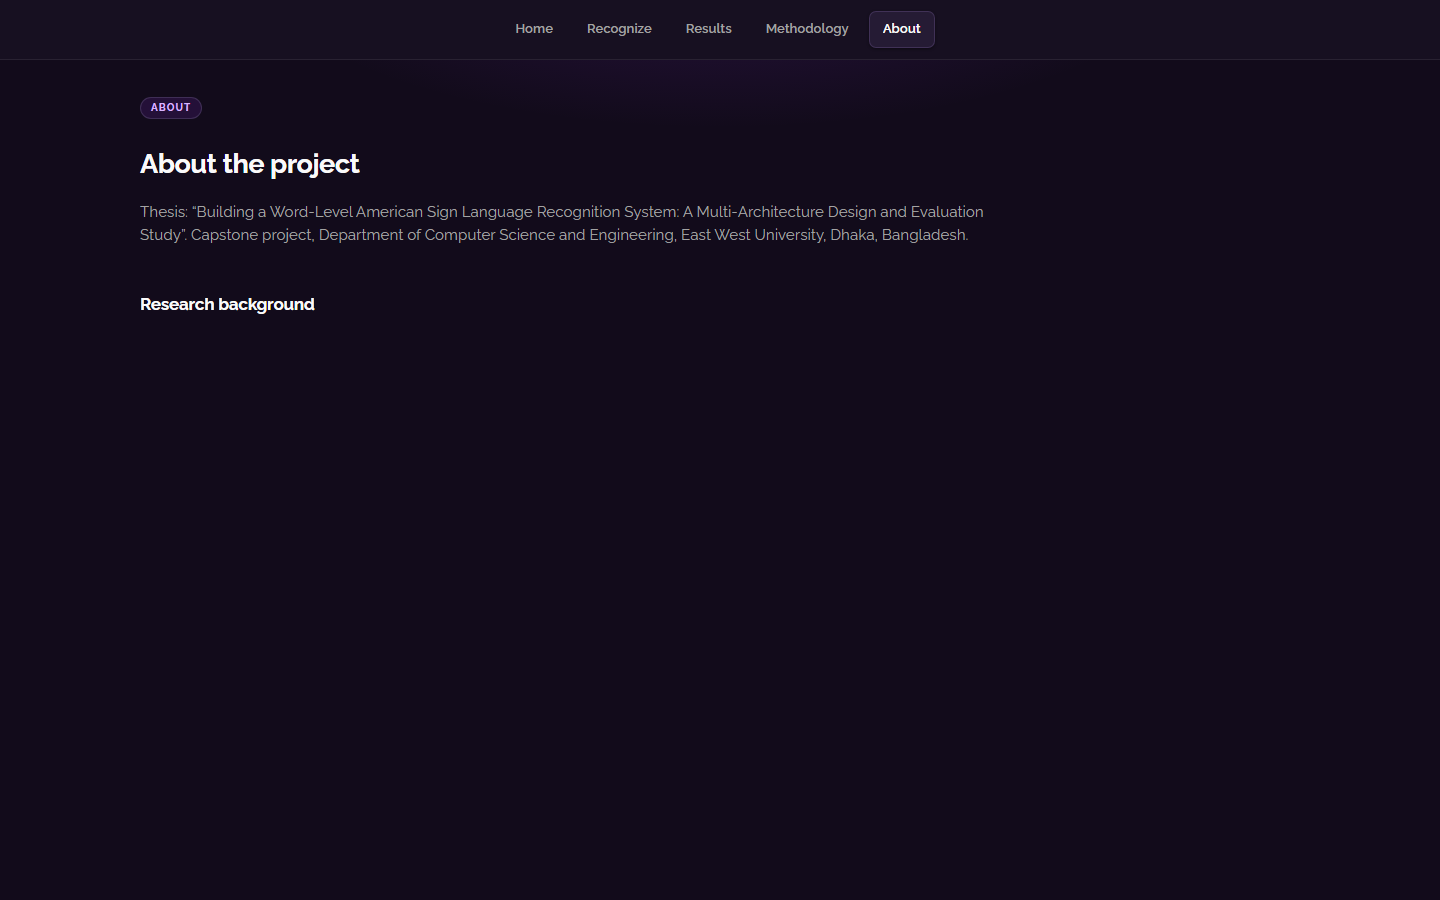 Home Recognize Results Methodology About
ABOUT
About the project
Thesis: “Building a Word-Level American Sign Language Recognition System: A Multi-Architecture Design and Evaluation
Study”. Capstone project, Department of Computer Science and Engineering, East West University, Dhaka, Bangladesh.
Research background